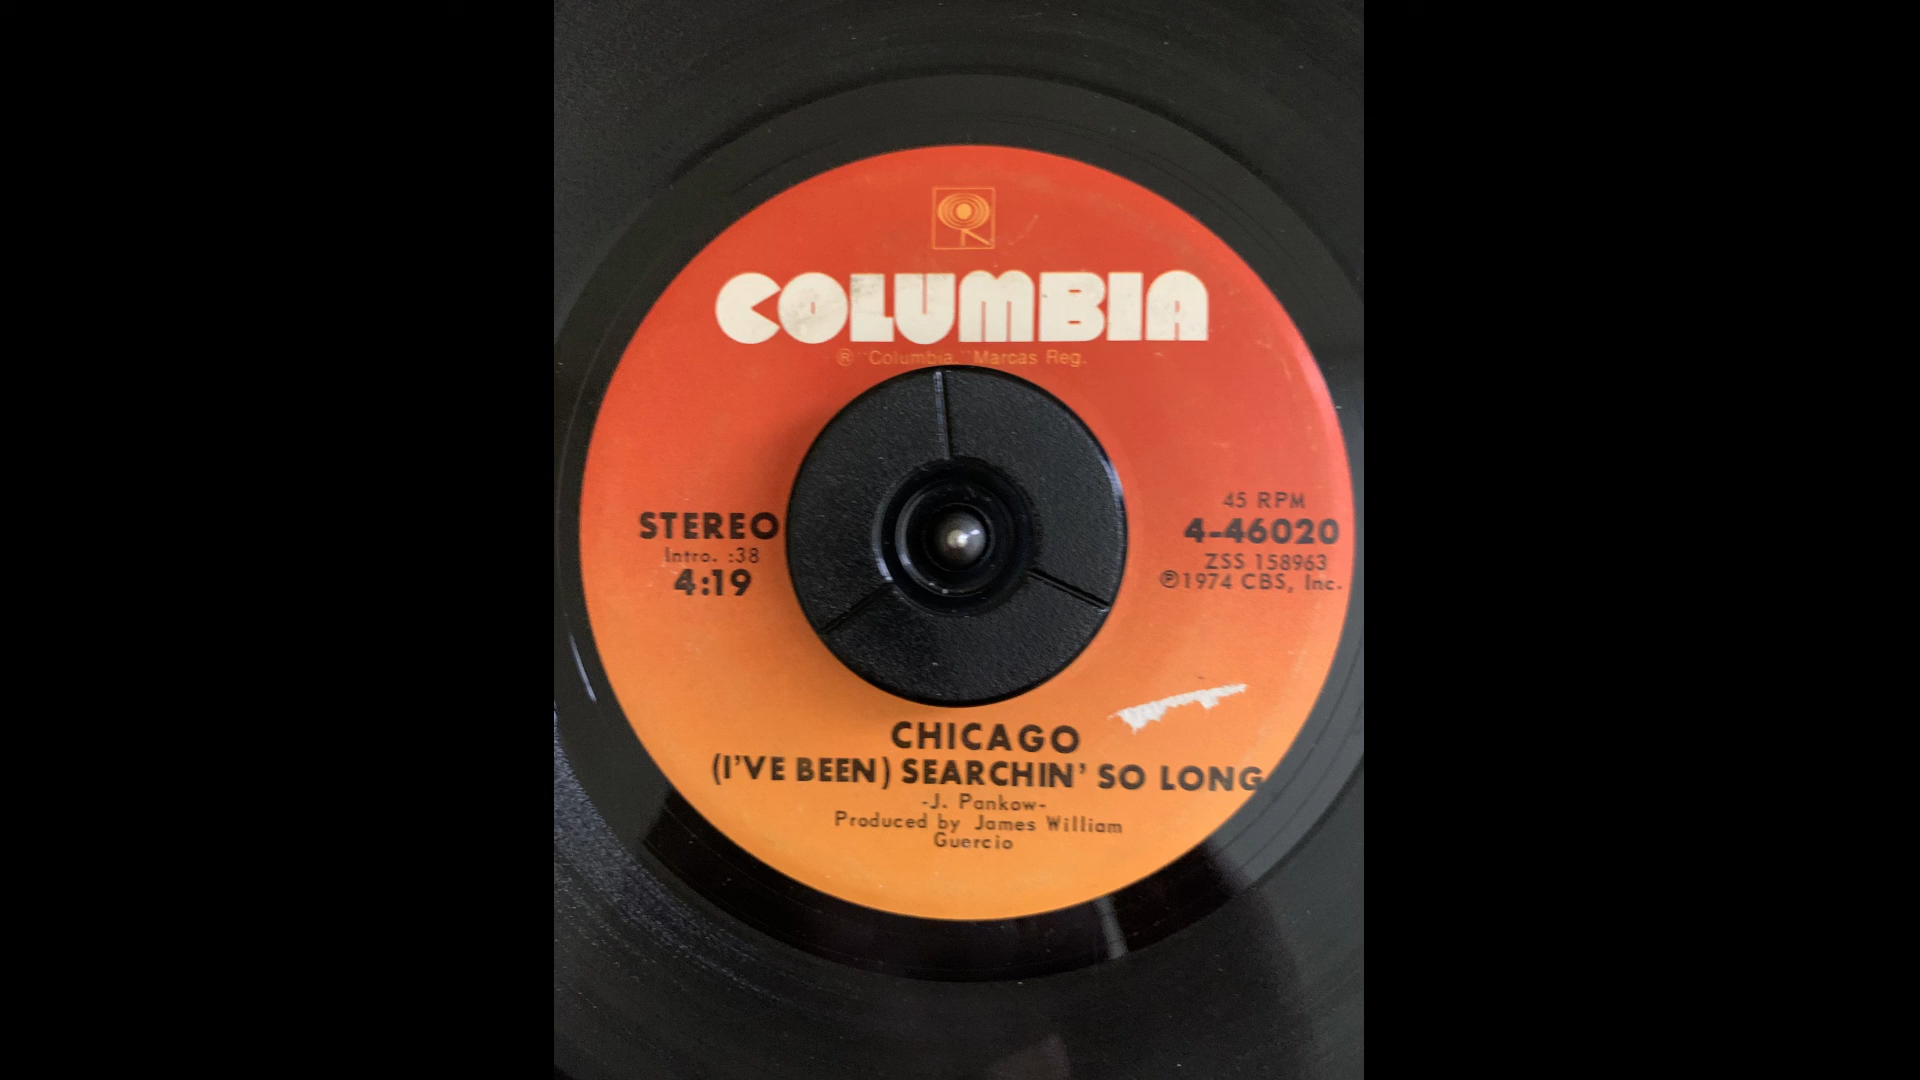 COLUMBIA
® "Columbia," Marcas Reg.
STEREO
Intro. :38
4:19
45 RPM
4-46020
ZSS 158963
℗1974 CBS, Inc.
CHICAGO
(I'VE BEEN) SEARCHIN' SO LONG
-J. Pankow-
Produced by James William
Guercio